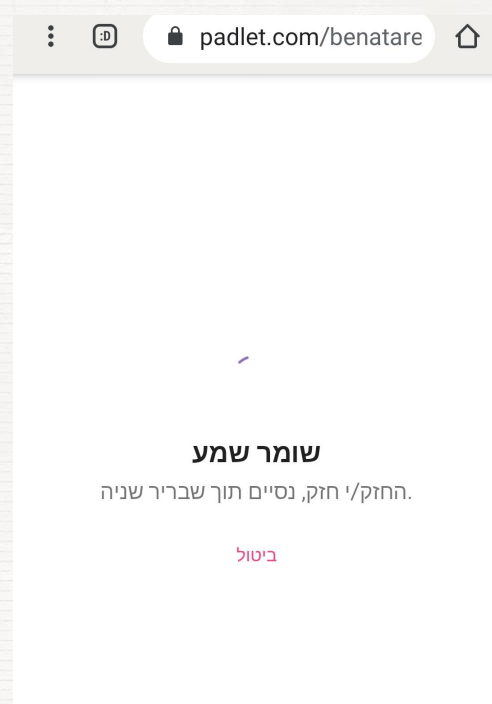 :D
padlet.com/benatare
שומר שמע
החזק/י חזק, נסיים תוך שבריר שניה.
ביטול